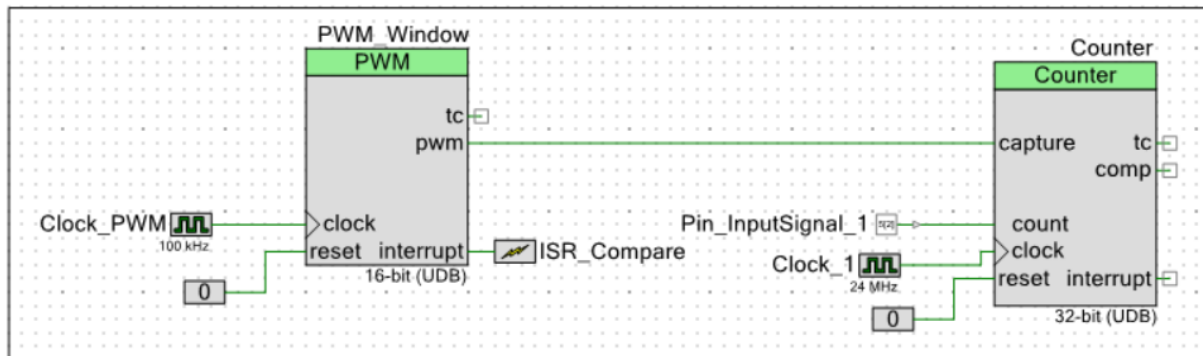 PWM_Window
PWM
tc
pwm
Clock_PWM
100 kHz
clock
reset
interrupt
ISR_Compare
16-bit (UDB)
0
Counter
Counter
capture
tc
comp
Pin_InputSignal_1
count
Clock_1
24 MHz
clock
reset
interrupt
32-bit (UDB)
0